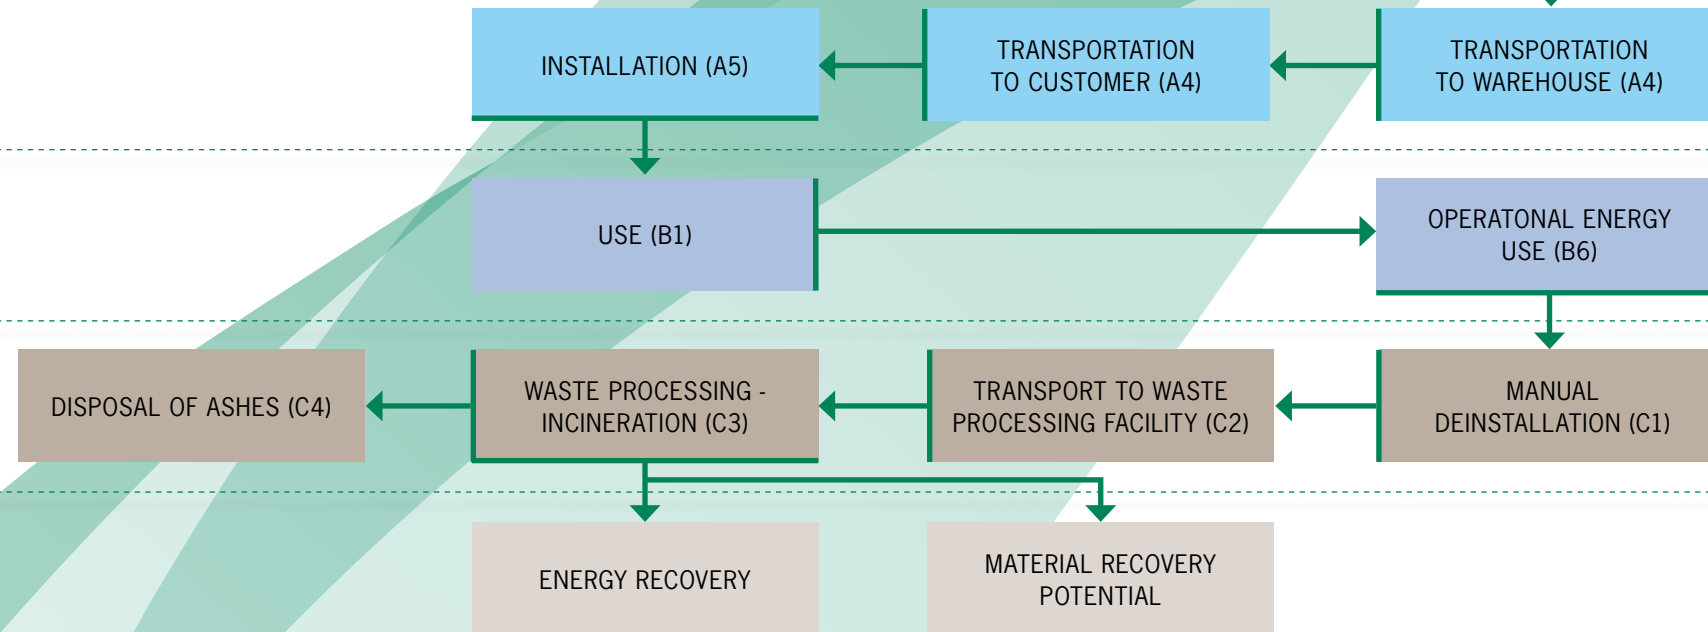 INSTALLATION (A5)
TRANSPORTATION
TO CUSTOMER (A4)
TRANSPORTATION
TO WAREHOUSE (A4)
USE (B1)
OPERATONAL ENERGY
USE (B6)
DISPOSAL OF ASHES (C4)
WASTE PROCESSING -
INCINERATION (C3)
TRANSPORT TO WASTE
PROCESSING FACILITY (C2)
MANUAL
DEINSTALLATION (C1)
ENERGY RECOVERY
MATERIAL RECOVERY
POTENTIAL